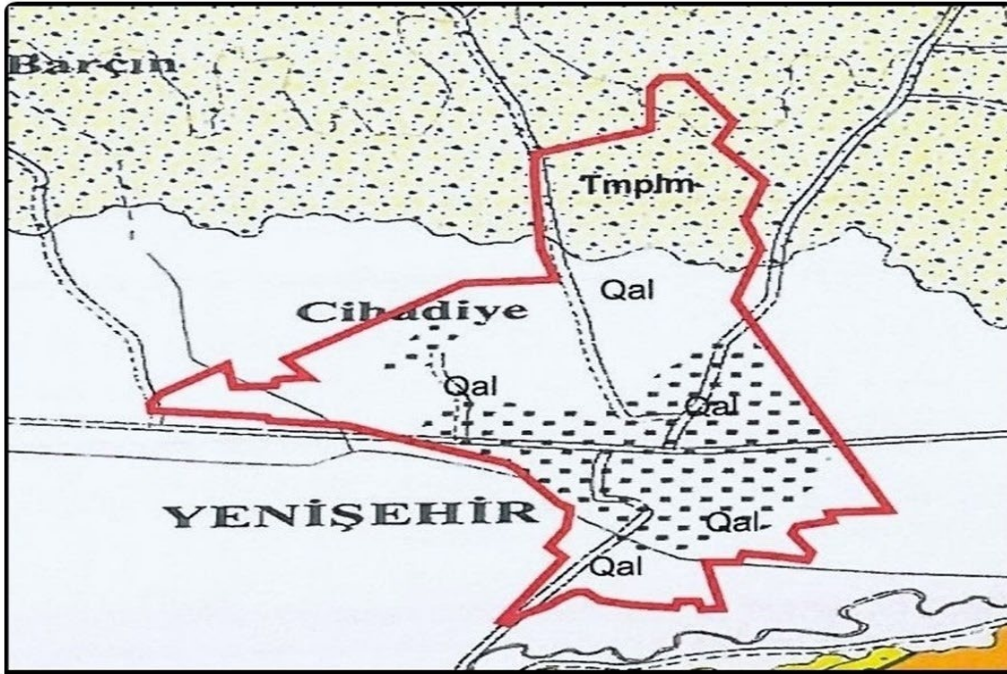 Barçın
Tmplm
Qal
Cihadiye
Qal
Qal
YENİŞEHİR
Qal
Qal